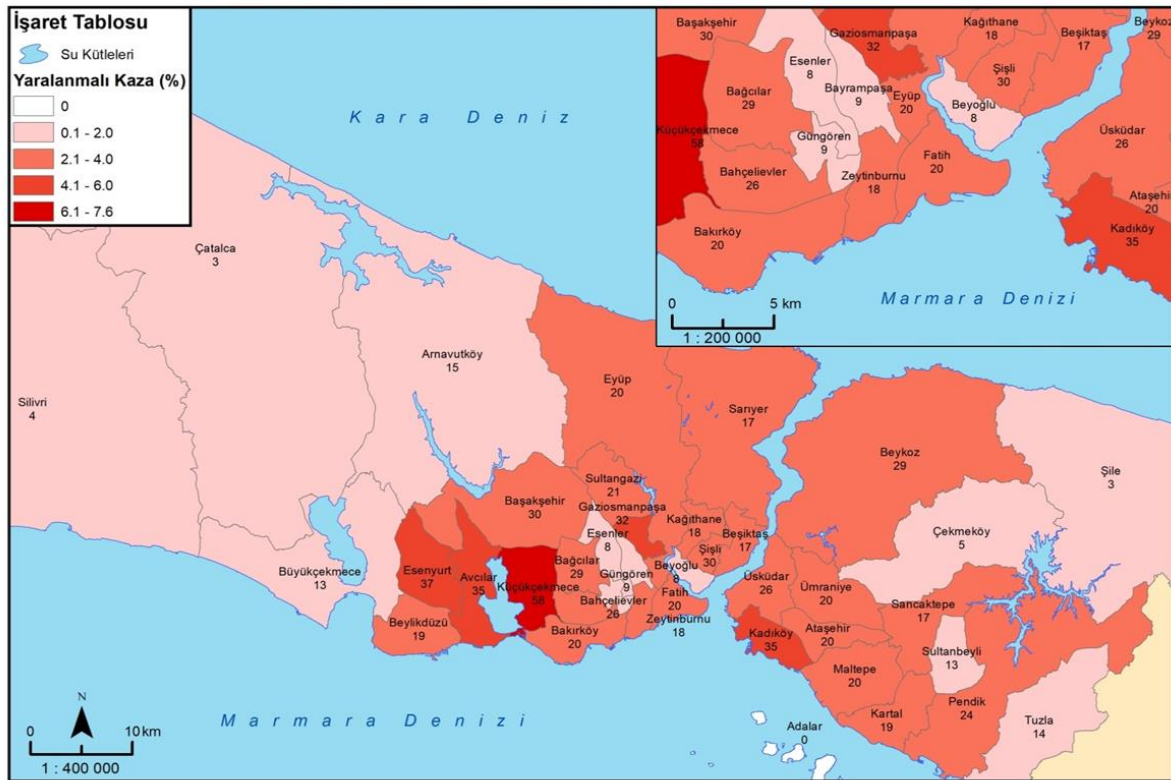 İşaret Tablosu
Su Kütleleri
Yaralanmalı Kaza (%)
0
0.1 - 2.0
2.1 - 4.0
4.1 - 6.0
6.1 - 7.6
Kara Deniz
Başakşehir
30
Gaziosmanpaşa
32
Kağıthane
18
Beşiktaş
17
Beykoz
29
Esenler
8
Şişli
30
Bağcılar
29
Bayrampaşa
9
Eyüp
20
Beyoğlu
8
Küçükçekmece
58
Güngören
9
Üsküdar
26
Fatih
20
Bahçelievler
26
Zeytinburnu
18
Ataşehir
20
Kadıköy
35
Bakırköy
20
Marmara Denizi
0
5 km
1 : 200 000
Çatalca
3
Arnavutköy
15
Eyüp
20
Silivri
4
Sarıyer
17
Beykoz
29
Şile
3
Sultangazi
21
Başakşehir
30
Gaziosmanpaşa
32
Kağıthane
18
Beşiktaş
17
Çekmeköy
5
Esenler
8
Şişli
30
Büyükçekmece
13
Esenyurt
37
Avcılar
35
Küçükçekmece
58
Bağcılar
29
Güngören
9
Beyoğlu
8
Üsküdar
26
Ümraniye
20
Bahçelievler
26
Fatih
20
Sancaktepe
17
Zeytinburnu
18
Beylikdüzü
19
Bakırköy
20
Kadıköy
35
Ataşehir
20
Sultanbeyli
13
Maltepe
20
Pendik
24
Kartal
19
Tuzla
14
Adalar
0
Marmara Denizi
N
0
10 km
1 : 400 000